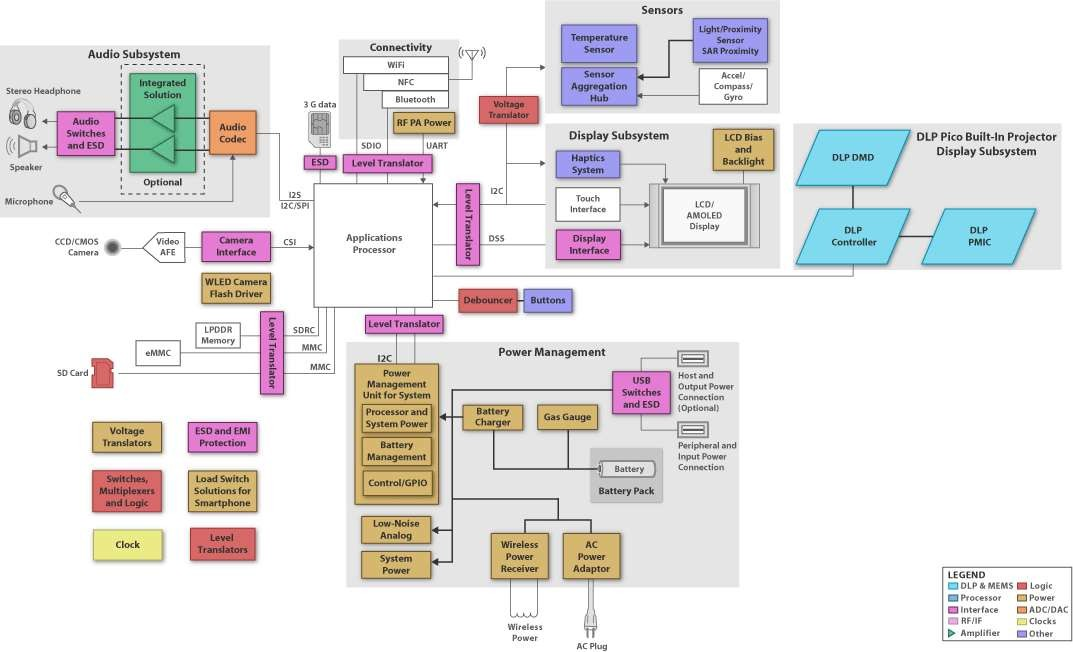 Sensors
Temperature
Sensor
Light/Proximity
Sensor
SAR Proximity
Sensor
Aggregation
Hub
Accel/
Compass/
Gyro
Audio Subsystem
Stereo Headphone
Speaker
Microphone
Audio
Switches
and ESD
Integrated
Solution
Optional
Audio
Codec
Connectivity
WiFi
NFC
Bluetooth
RF PA Power
3 G data
SDIO
UART
ESD
Level Translator
Voltage
Translator
I2S
I2C/SPI
I2C
DSS
Level Translator
Applications
Processor
Display Subsystem
LCD Bias
and
Backlight
Haptics
System
Touch
Interface
Display
Interface
LCD/
AMOLED
Display
DLP Pico Built-In Projector
Display Subsystem
DLP DMD
DLP
Controller
DLP
PMIC
CCD/CMOS
Camera
Video
AFE
Camera
Interface
CSI
WLED Camera
Flash Driver
Debouncer
Buttons
LPDDR
Memory
eMMC
SD Card
Level Translator
SDRC
MMC
MMC
Level Translator
I2C
Power Management
Power
Management
Unit for System
Processor and
System Power
Battery
Management
Control/GPIO
Battery
Charger
Gas Gauge
USB
Switches
and ESD
Host and
Output Power
Connection
(Optional)
Peripheral and
Input Power
Connection
Battery
Battery Pack
Low-Noise
Analog
System
Power
Wireless
Power
Receiver
AC
Power
Adaptor
Wireless
Power
AC Plug
Voltage
Translators
ESD and EMI
Protection
Switches,
Multiplexers
and Logic
Load Switch
Solutions for
Smartphone
Clock
Level
Translators
LEGEND
DLP & MEMS
Logic
Processor
Power
Interface
ADC/DAC
RF/IF
Clocks
Amplifier
Other